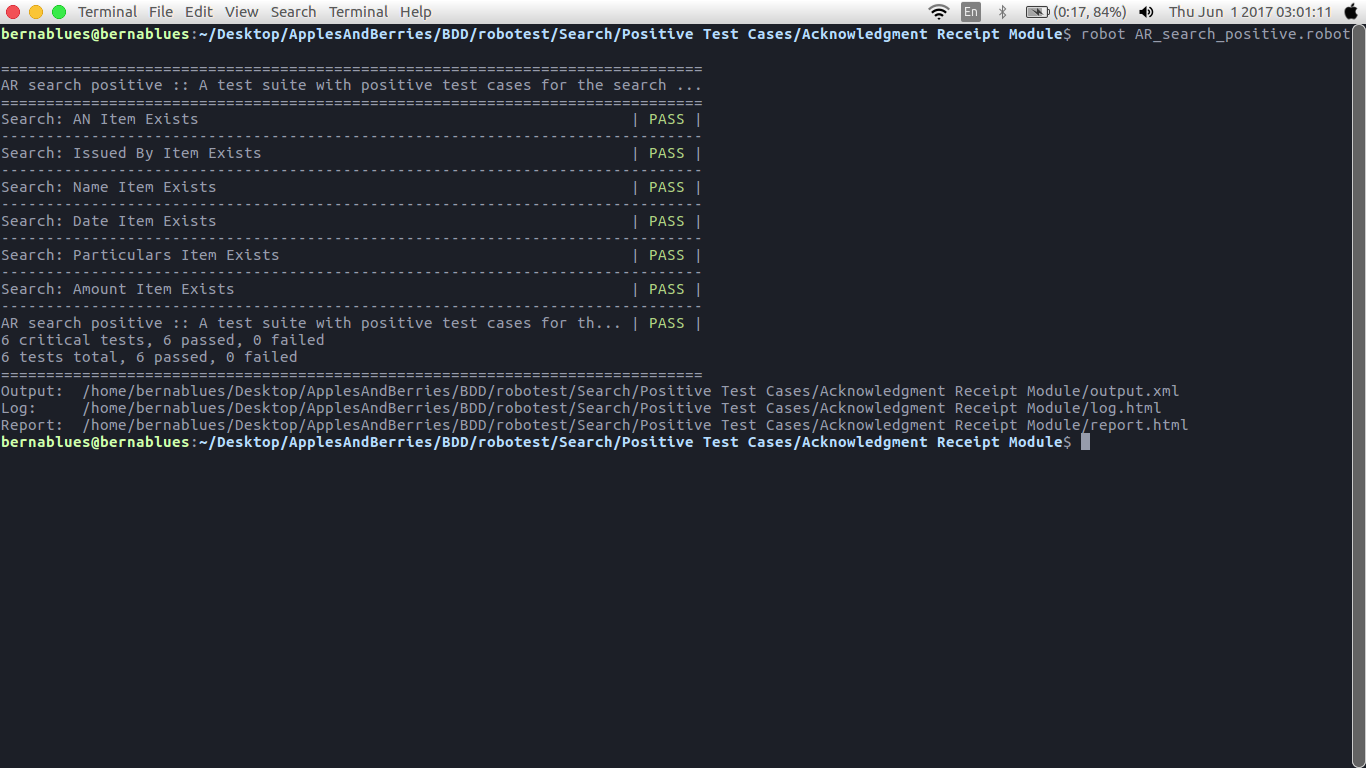 Terminal File Edit View Search Terminal Help En (0:17, 84%) Thu Jun 1 2017 03:01:11
bernablues@bernablues:~/Desktop/ApplesAndBerries/BDD/robotest/Search/Positive Test Cases/Acknowledgment Receipt Module$ robot AR_search_positive.robot
==============================================================================
AR search positive :: A test suite with positive test cases for the search ...
==============================================================================
Search: AN Item Exists | PASS |
------------------------------------------------------------------------------
Search: Issued By Item Exists | PASS |
------------------------------------------------------------------------------
Search: Name Item Exists | PASS |
------------------------------------------------------------------------------
Search: Date Item Exists | PASS |
------------------------------------------------------------------------------
Search: Particulars Item Exists | PASS |
------------------------------------------------------------------------------
Search: Amount Item Exists | PASS |
------------------------------------------------------------------------------
AR search positive :: A test suite with positive test cases for th... | PASS |
6 critical tests, 6 passed, 0 failed
6 tests total, 6 passed, 0 failed
==============================================================================
Output: /home/bernablues/Desktop/ApplesAndBerries/BDD/robotest/Search/Positive Test Cases/Acknowledgment Receipt Module/output.xml
Log: /home/bernablues/Desktop/ApplesAndBerries/BDD/robotest/Search/Positive Test Cases/Acknowledgment Receipt Module/log.html
Report: /home/bernablues/Desktop/ApplesAndBerries/BDD/robotest/Search/Positive Test Cases/Acknowledgment Receipt Module/report.html
bernablues@bernablues:~/Desktop/ApplesAndBerries/BDD/robotest/Search/Positive Test Cases/Acknowledgment Receipt Module$